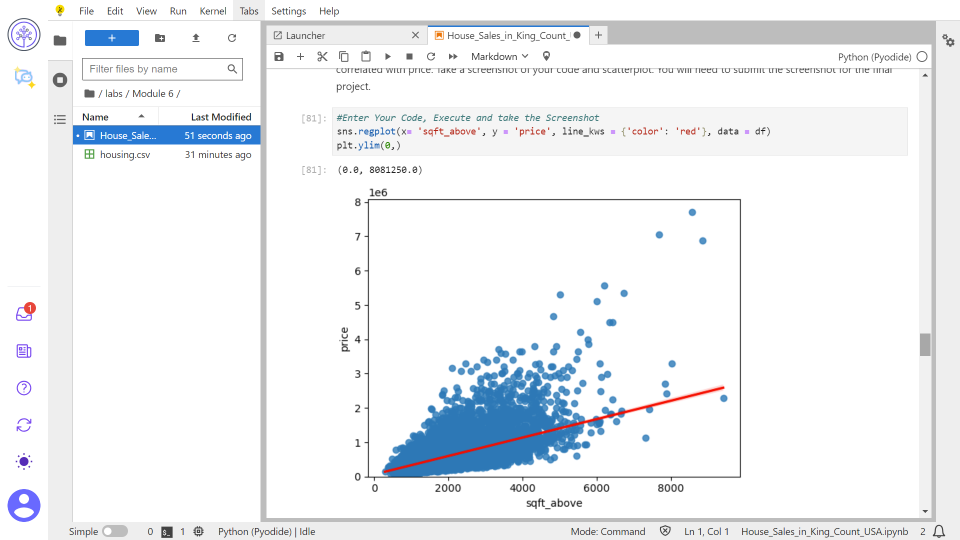 File Edit View Run Kernel Tabs Settings Help
+
Filter files by name
/ labs / Module 6 /
Name Last Modified
House_Sale... 51 seconds ago
housing.csv 31 minutes ago
1
Launcher
House_Sales_in_King_Count_
Markdown
Python (Pyodide)
correlated with price. Take a screenshot of your code and scatterplot. You will need to submit the screenshot for the final
project.
[81]: #Enter Your Code, Execute and take the Screenshot
sns.regplot(x= 'sqft_above', y = 'price', line_kws = {'color': 'red'}, data = df)
plt.ylim(0,)
[81]: (0.0, 8081250.0)
1e6
8
7
6
5
4
3
2
1
0
price
0 2000 4000 6000 8000
sqft_above
Simple 0 $_ 1 Python (Pyodide) | Idle Mode: Command Ln 1, Col 1 House_Sales_in_King_Count_USA.ipynb 2